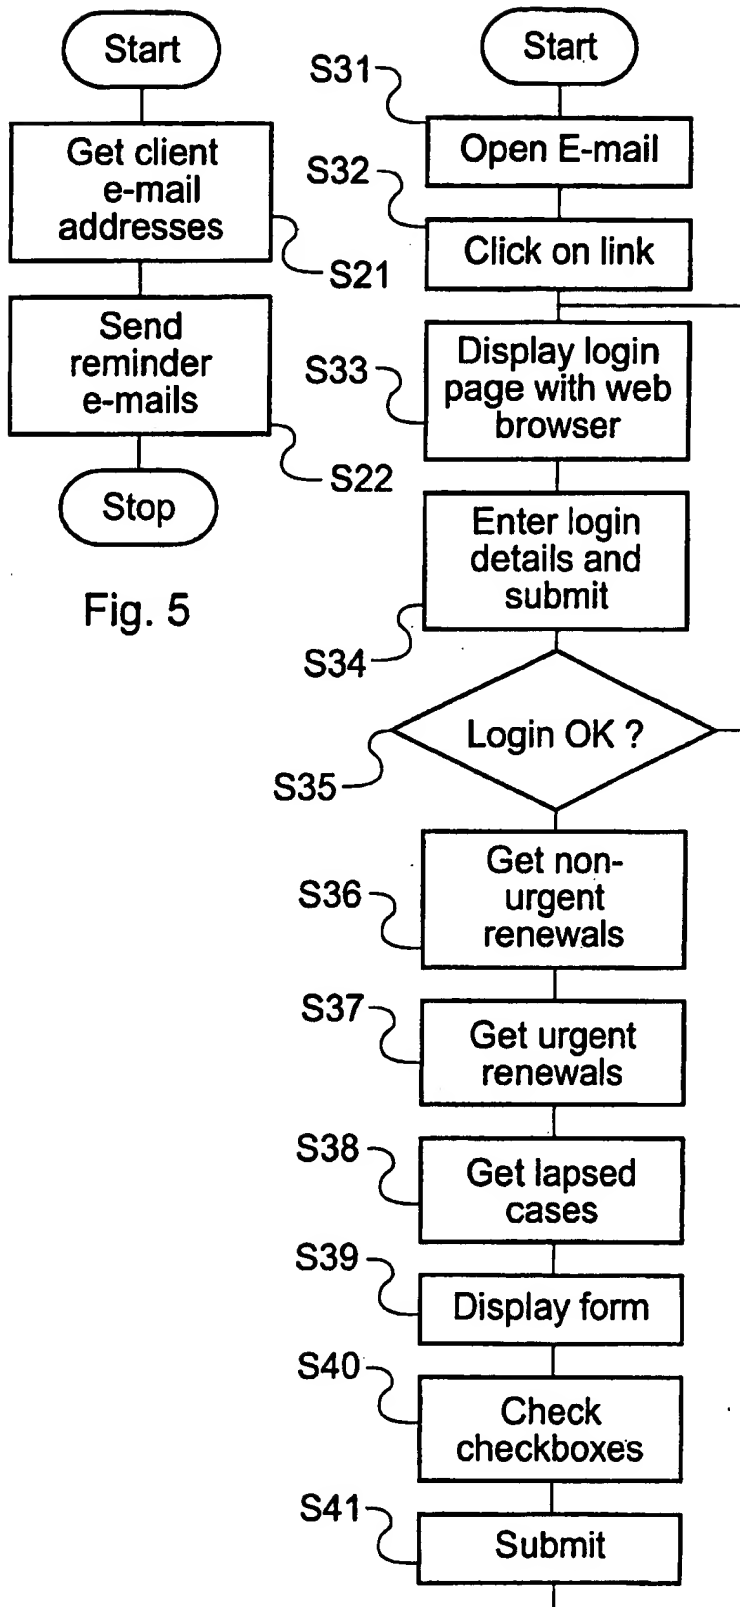 Start
Get client
e-mail
addresses
S21
Send
reminder
e-mails
S22
Stop
Fig. 5
Start
S31
Open E-mail
S32
Click on link
S33
Display login
page with web
browser
S34
Enter login
details and
submit
S35
Login OK ?
S36
Get non-
urgent
renewals
S37
Get urgent
renewals
S38
Get lapsed
cases
S39
Display form
S40
Check
checkboxes
S41
Submit